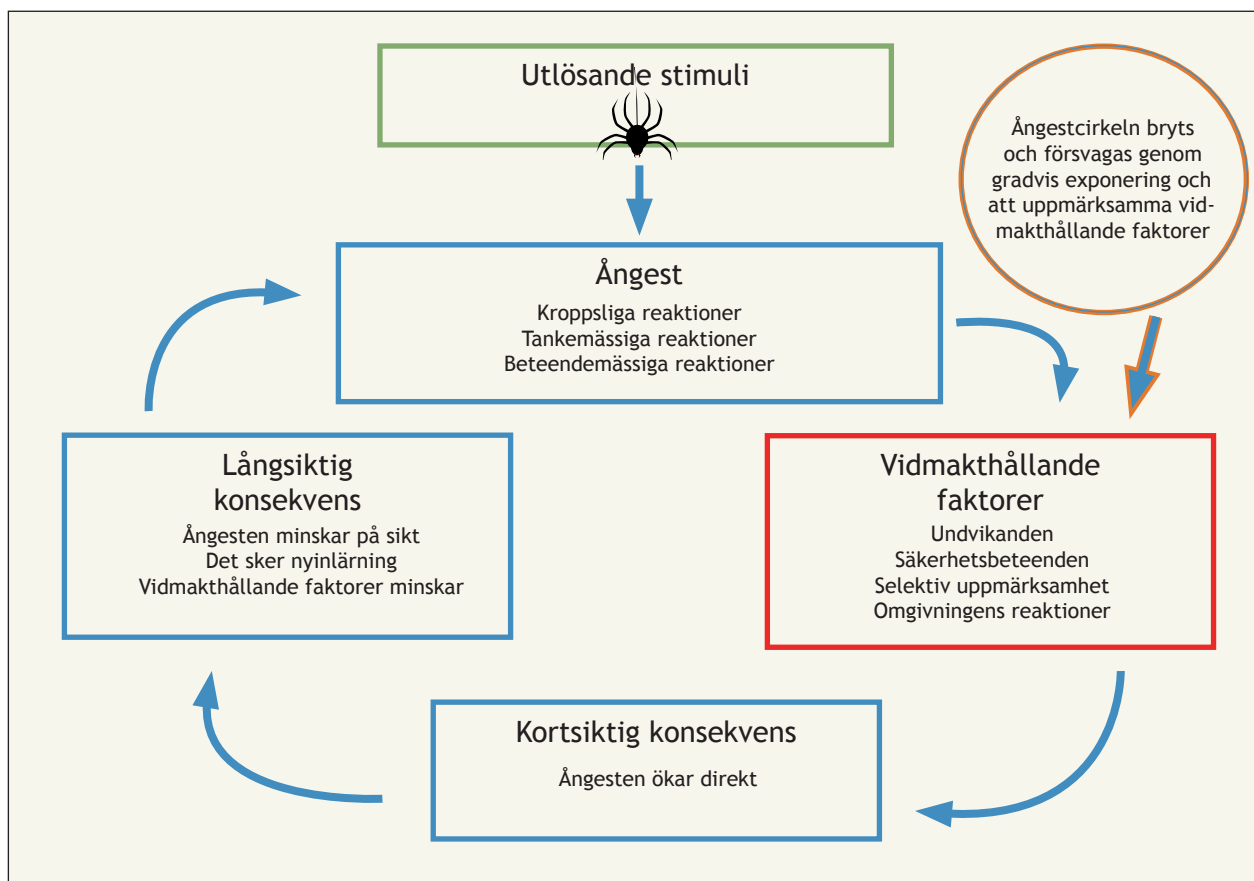 Utlösande stimuli
Ångestcirkeln bryts
och försvagas genom
gradvis exponering och
att uppmärksamma vid-
makthållande faktorer
Ångest
Kroppsliga reaktioner
Tankemässiga reaktioner
Beteendemässiga reaktioner
Långsiktig
konsekvens
Ångesten minskar på sikt
Det sker nyinlärning
Vidmakthållande faktorer minskar
Vidmakthållande
faktorer
Undvikanden
Säkerhetsbeteenden
Selektiv uppmärksamhet
Omgivningens reaktioner
Kortsiktig konsekvens
Ångesten ökar direkt